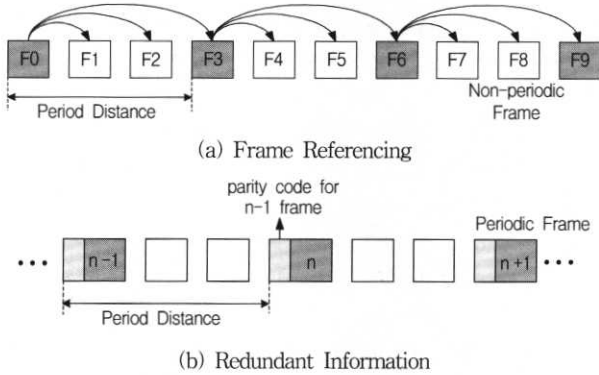 F0 F1 F2 F3 F4 F5 F6 F7 F8 F9
Period Distance
Non-periodic
Frame
(a) Frame Referencing
parity code for
n-1 frame
Periodic Frame
... n-1 n n+1 ...
Period Distance
(b) Redundant Information